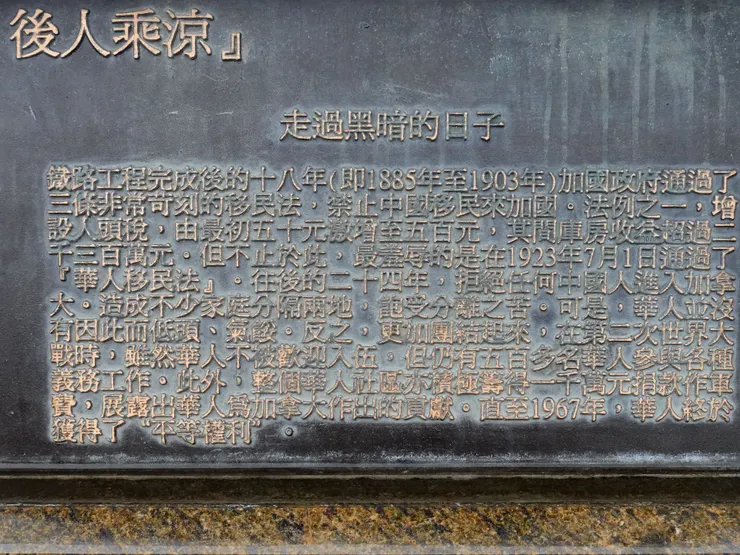 後人乘涼』
走過黑暗的日子
鐵路工程完成後的十八年(即1885年至1903年)加國政府通過了
三條非常苛刻的移民法，禁止中國移民來加國。法例之一，增
設人頭稅，由最初五十元激增至五百元，其間庫房收益超過二
千三百萬元。但不止於此，最羞辱的是在1923年7月1日通過了
『華人移民法』。往後的二十四年，拒絕任何中國人進入加拿
大。造成不少家庭分隔兩地，飽受分離之苦。可是，華人並沒
有因此而低頭、氣訟。反之，更加團結起來，在第二次世界大
戰時，雖然華人不被歡迎入伍，但仍有五百多名華人參與各種
義務工作。此外，整個華人社區亦積極籌得一千萬元捐款作軍
費，展露出華人為加拿大作出的貢獻。直至1967年，華人終於
獲得了“平等權利”。